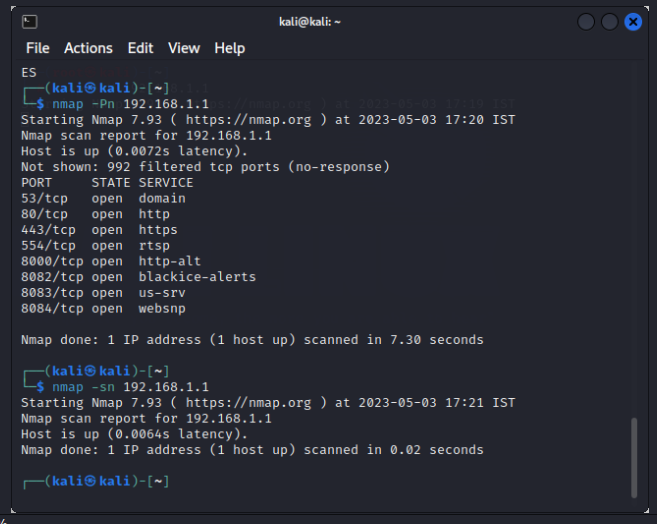 kali@kali: ~
File Actions Edit View Help
ES
┌──(kali㉿kali)-[~]
└─$ nmap -Pn 192.168.1.1
Starting Nmap 7.93 ( https://nmap.org ) at 2023-05-03 17:20 IST
Nmap scan report for 192.168.1.1
Host is up (0.0072s latency).
Not shown: 992 filtered tcp ports (no-response)
PORT     STATE SERVICE
53/tcp   open  domain
80/tcp   open  http
443/tcp  open  https
554/tcp  open  rtsp
8000/tcp open  http-alt
8082/tcp open  blackice-alerts
8083/tcp open  us-srv
8084/tcp open  websnp
Nmap done: 1 IP address (1 host up) scanned in 7.30 seconds
┌──(kali㉿kali)-[~]
└─$ nmap -sn 192.168.1.1
Starting Nmap 7.93 ( https://nmap.org ) at 2023-05-03 17:21 IST
Nmap scan report for 192.168.1.1
Host is up (0.0064s latency).
Nmap done: 1 IP address (1 host up) scanned in 0.02 seconds
┌──(kali㉿kali)-[~]